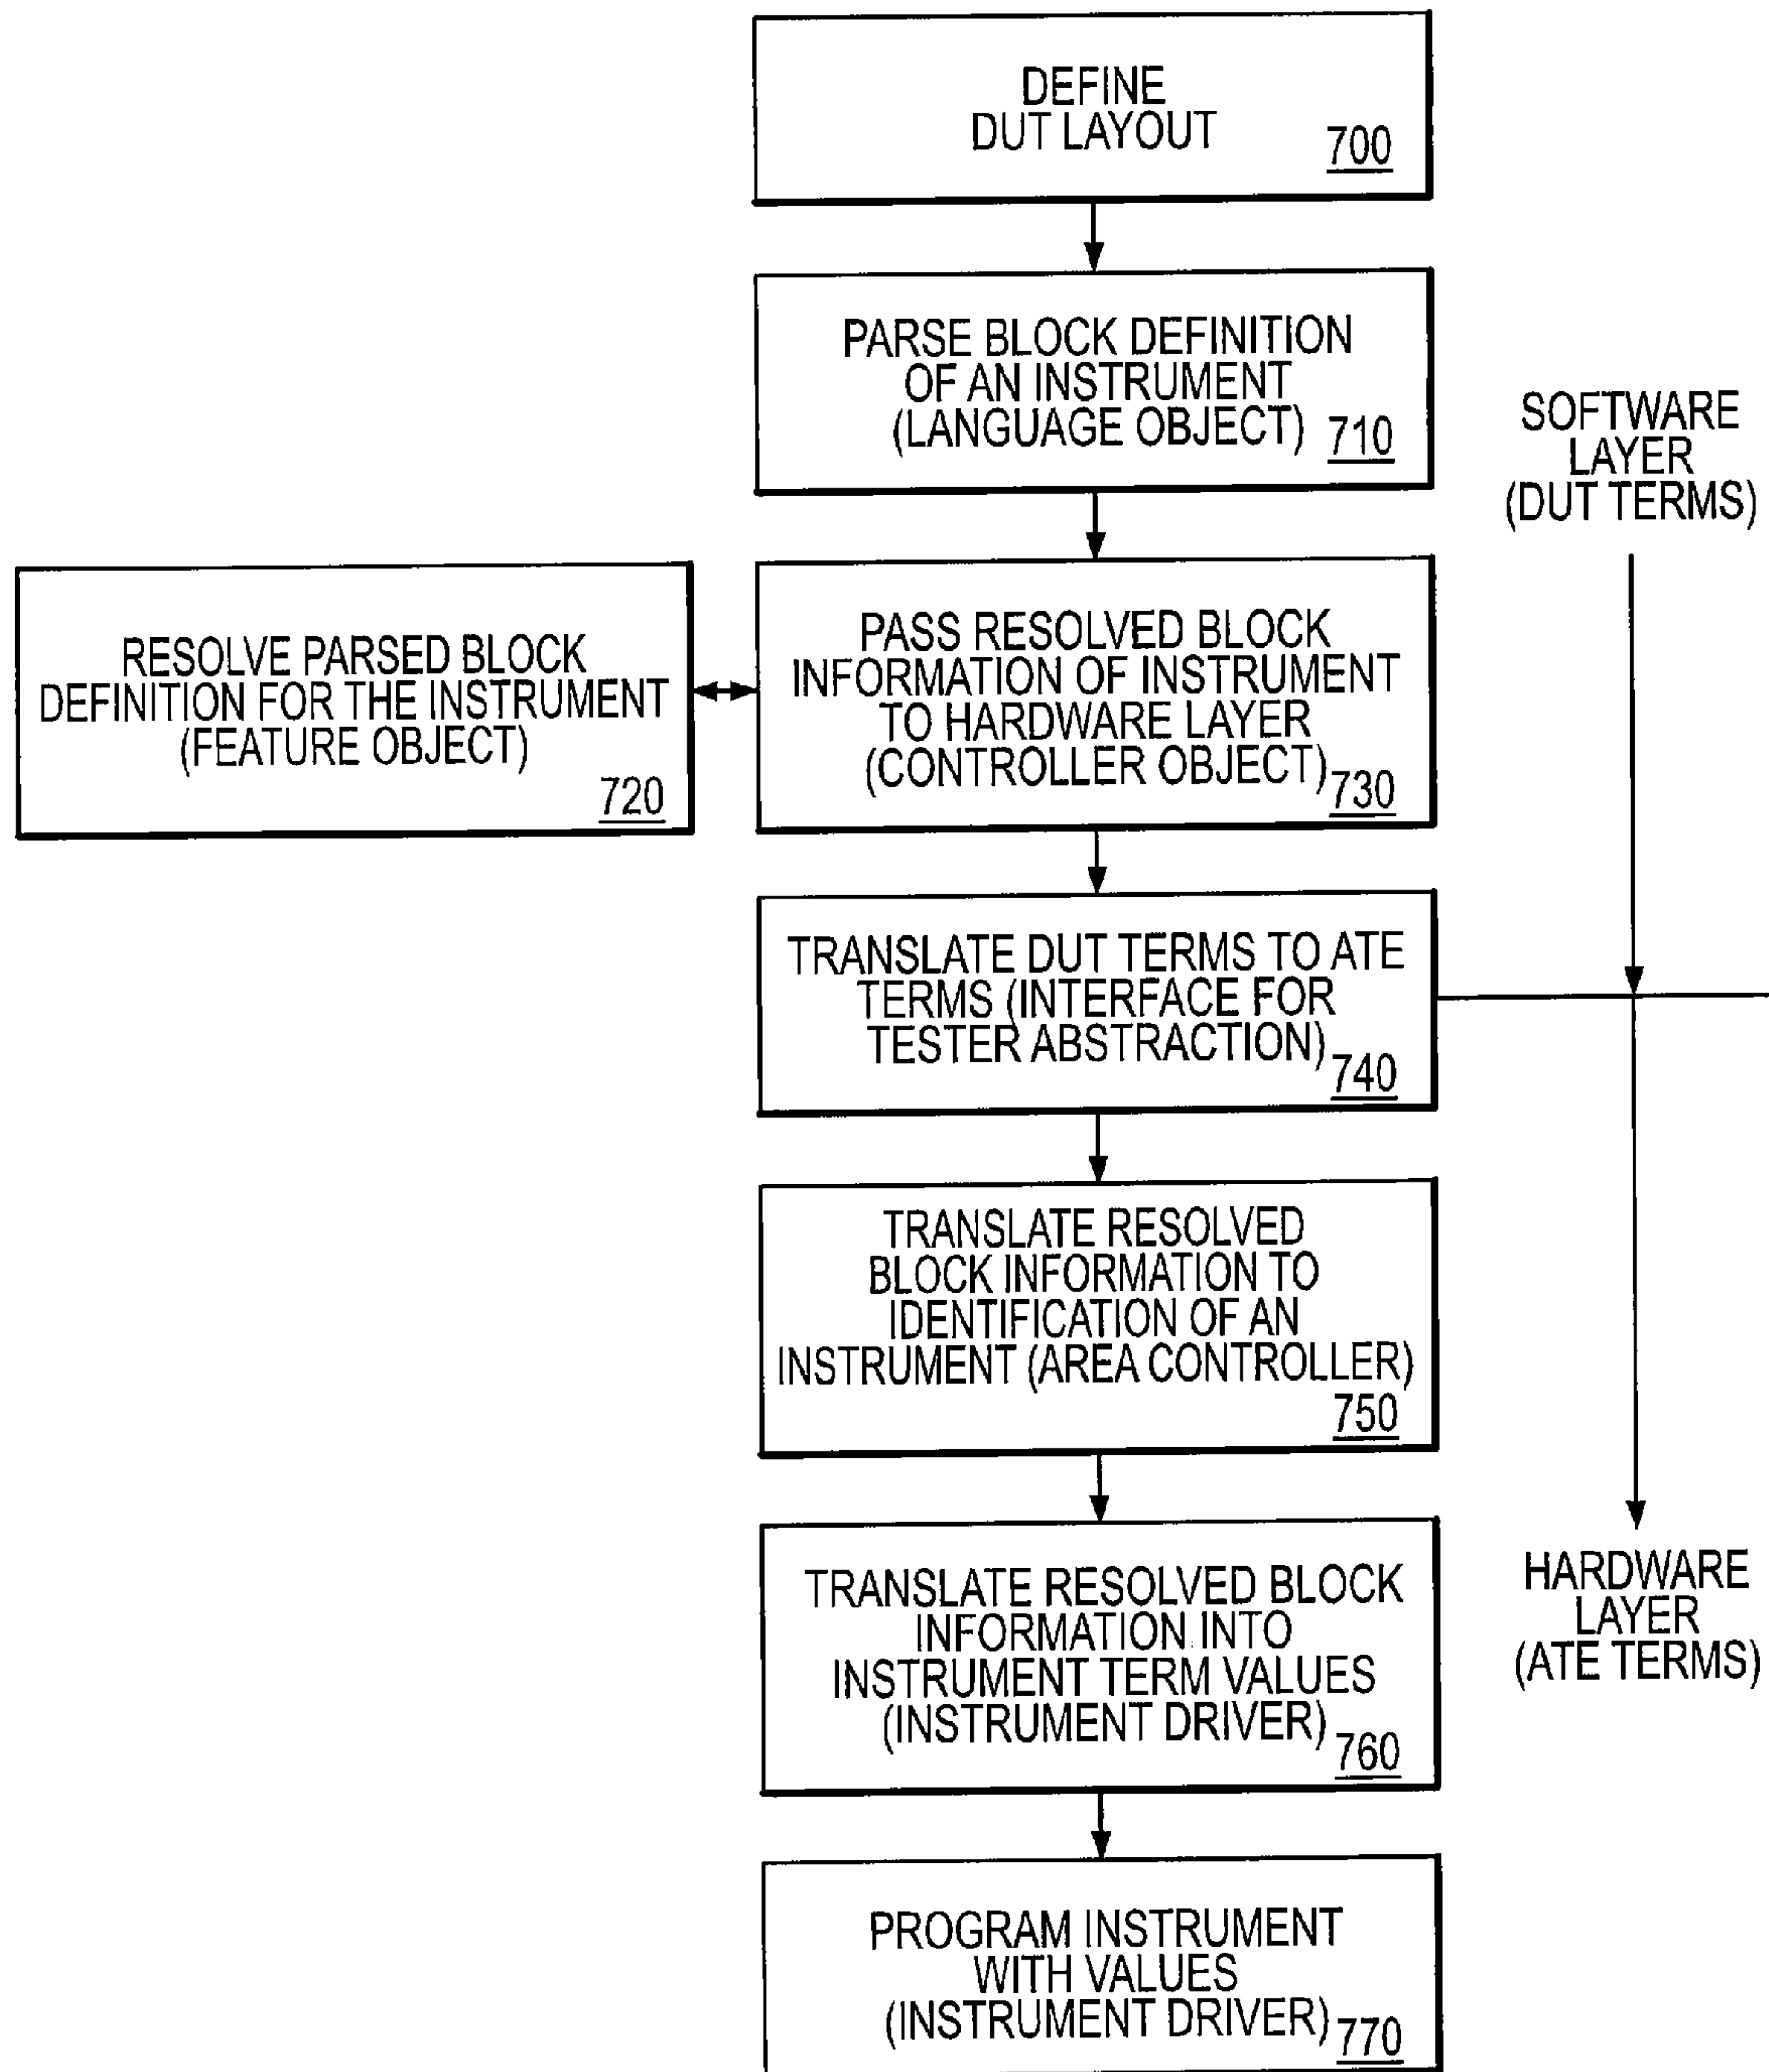 DEFINE
DUT LAYOUT
700
PARSE BLOCK DEFINITION
OF AN INSTRUMENT
(LANGUAGE OBJECT)
710
SOFTWARE
LAYER
(DUT TERMS)
RESOLVE PARSED BLOCK
DEFINITION FOR THE INSTRUMENT
(FEATURE OBJECT)
720
PASS RESOLVED BLOCK
INFORMATION OF INSTRUMENT
TO HARDWARE LAYER
(CONTROLLER OBJECT)
730
TRANSLATE DUT TERMS TO ATE
TERMS (INTERFACE FOR
TESTER ABSTRACTION)
740
TRANSLATE RESOLVED
BLOCK INFORMATION TO
IDENTIFICATION OF AN
INSTRUMENT (AREA CONTROLLER)
750
TRANSLATE RESOLVED BLOCK
INFORMATION INTO
INSTRUMENT TERM VALUES
(INSTRUMENT DRIVER)
760
HARDWARE
LAYER
(ATE TERMS)
PROGRAM INSTRUMENT
WITH VALUES
(INSTRUMENT DRIVER)
770